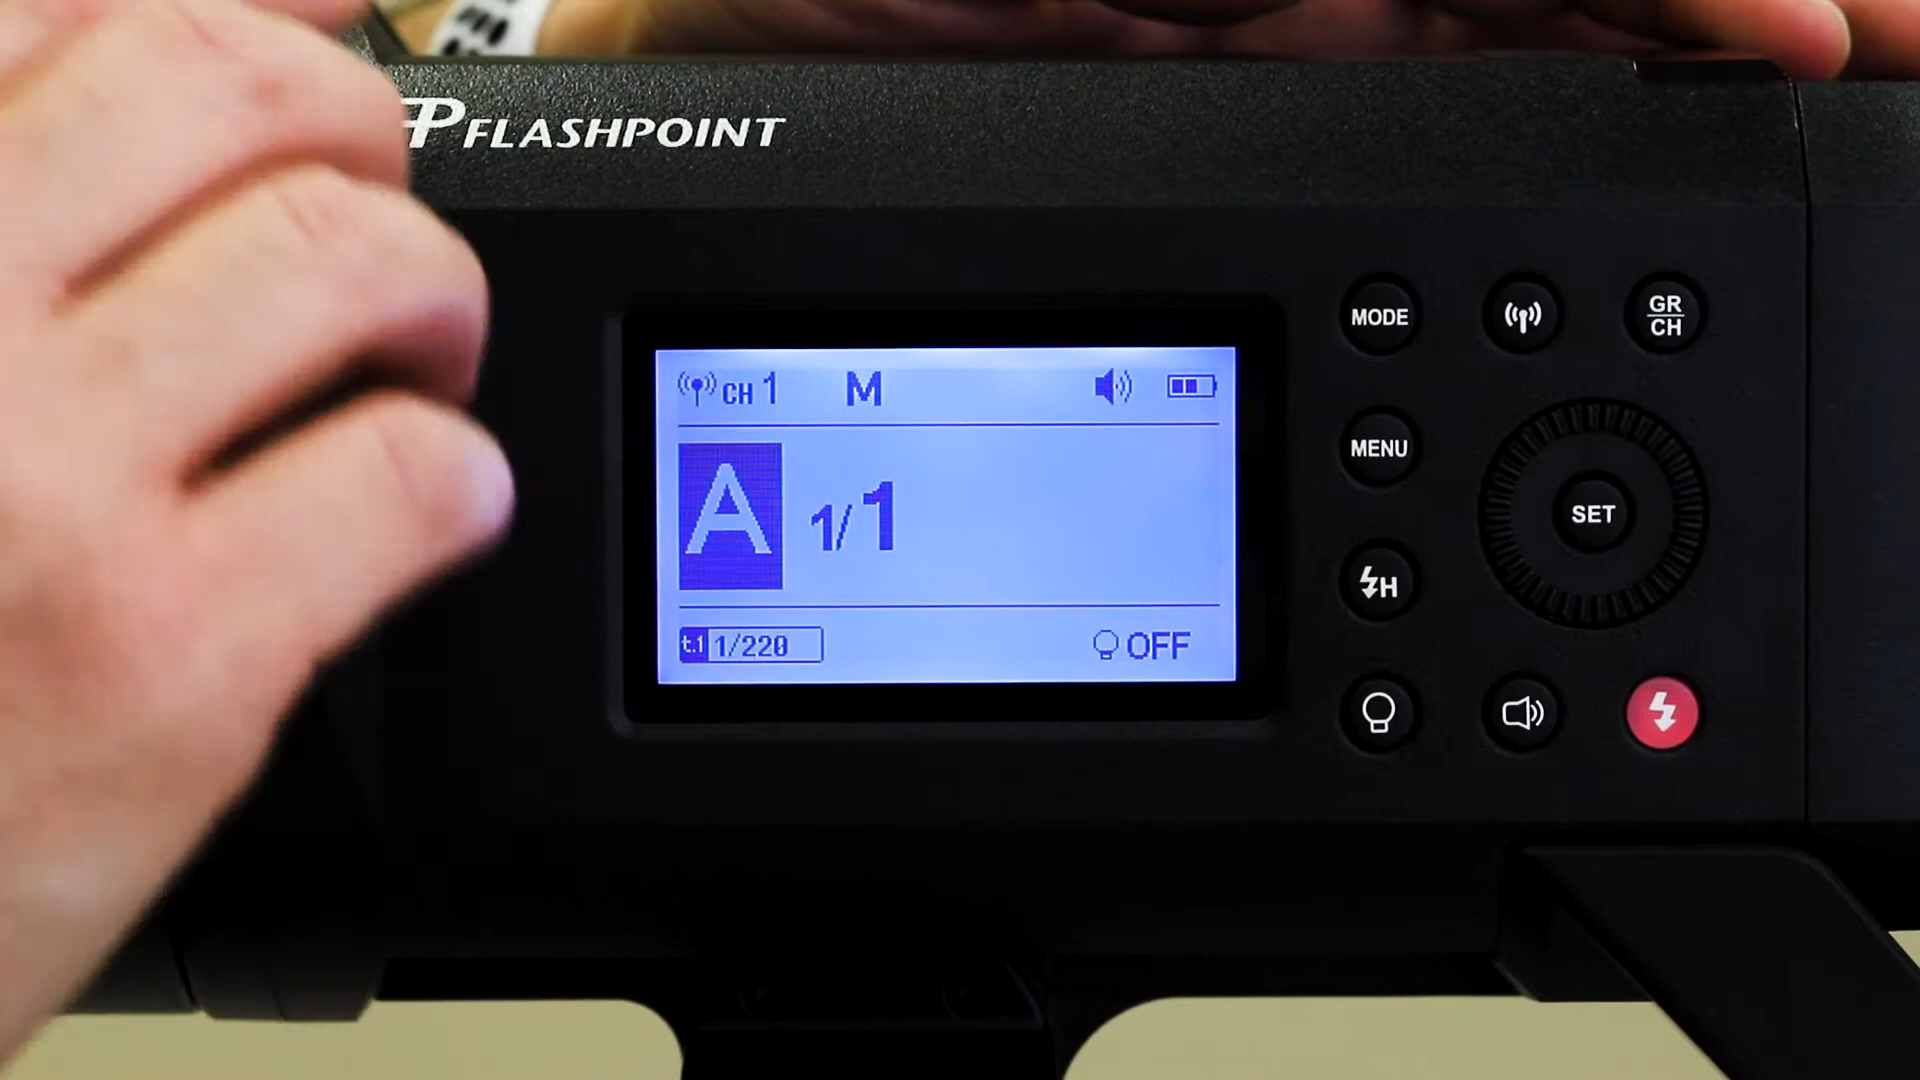 FLASHPOINT
CH 1 M
A 1/1
t.1 1/220 OFF
MODE
GR
CH
MENU
SET
H